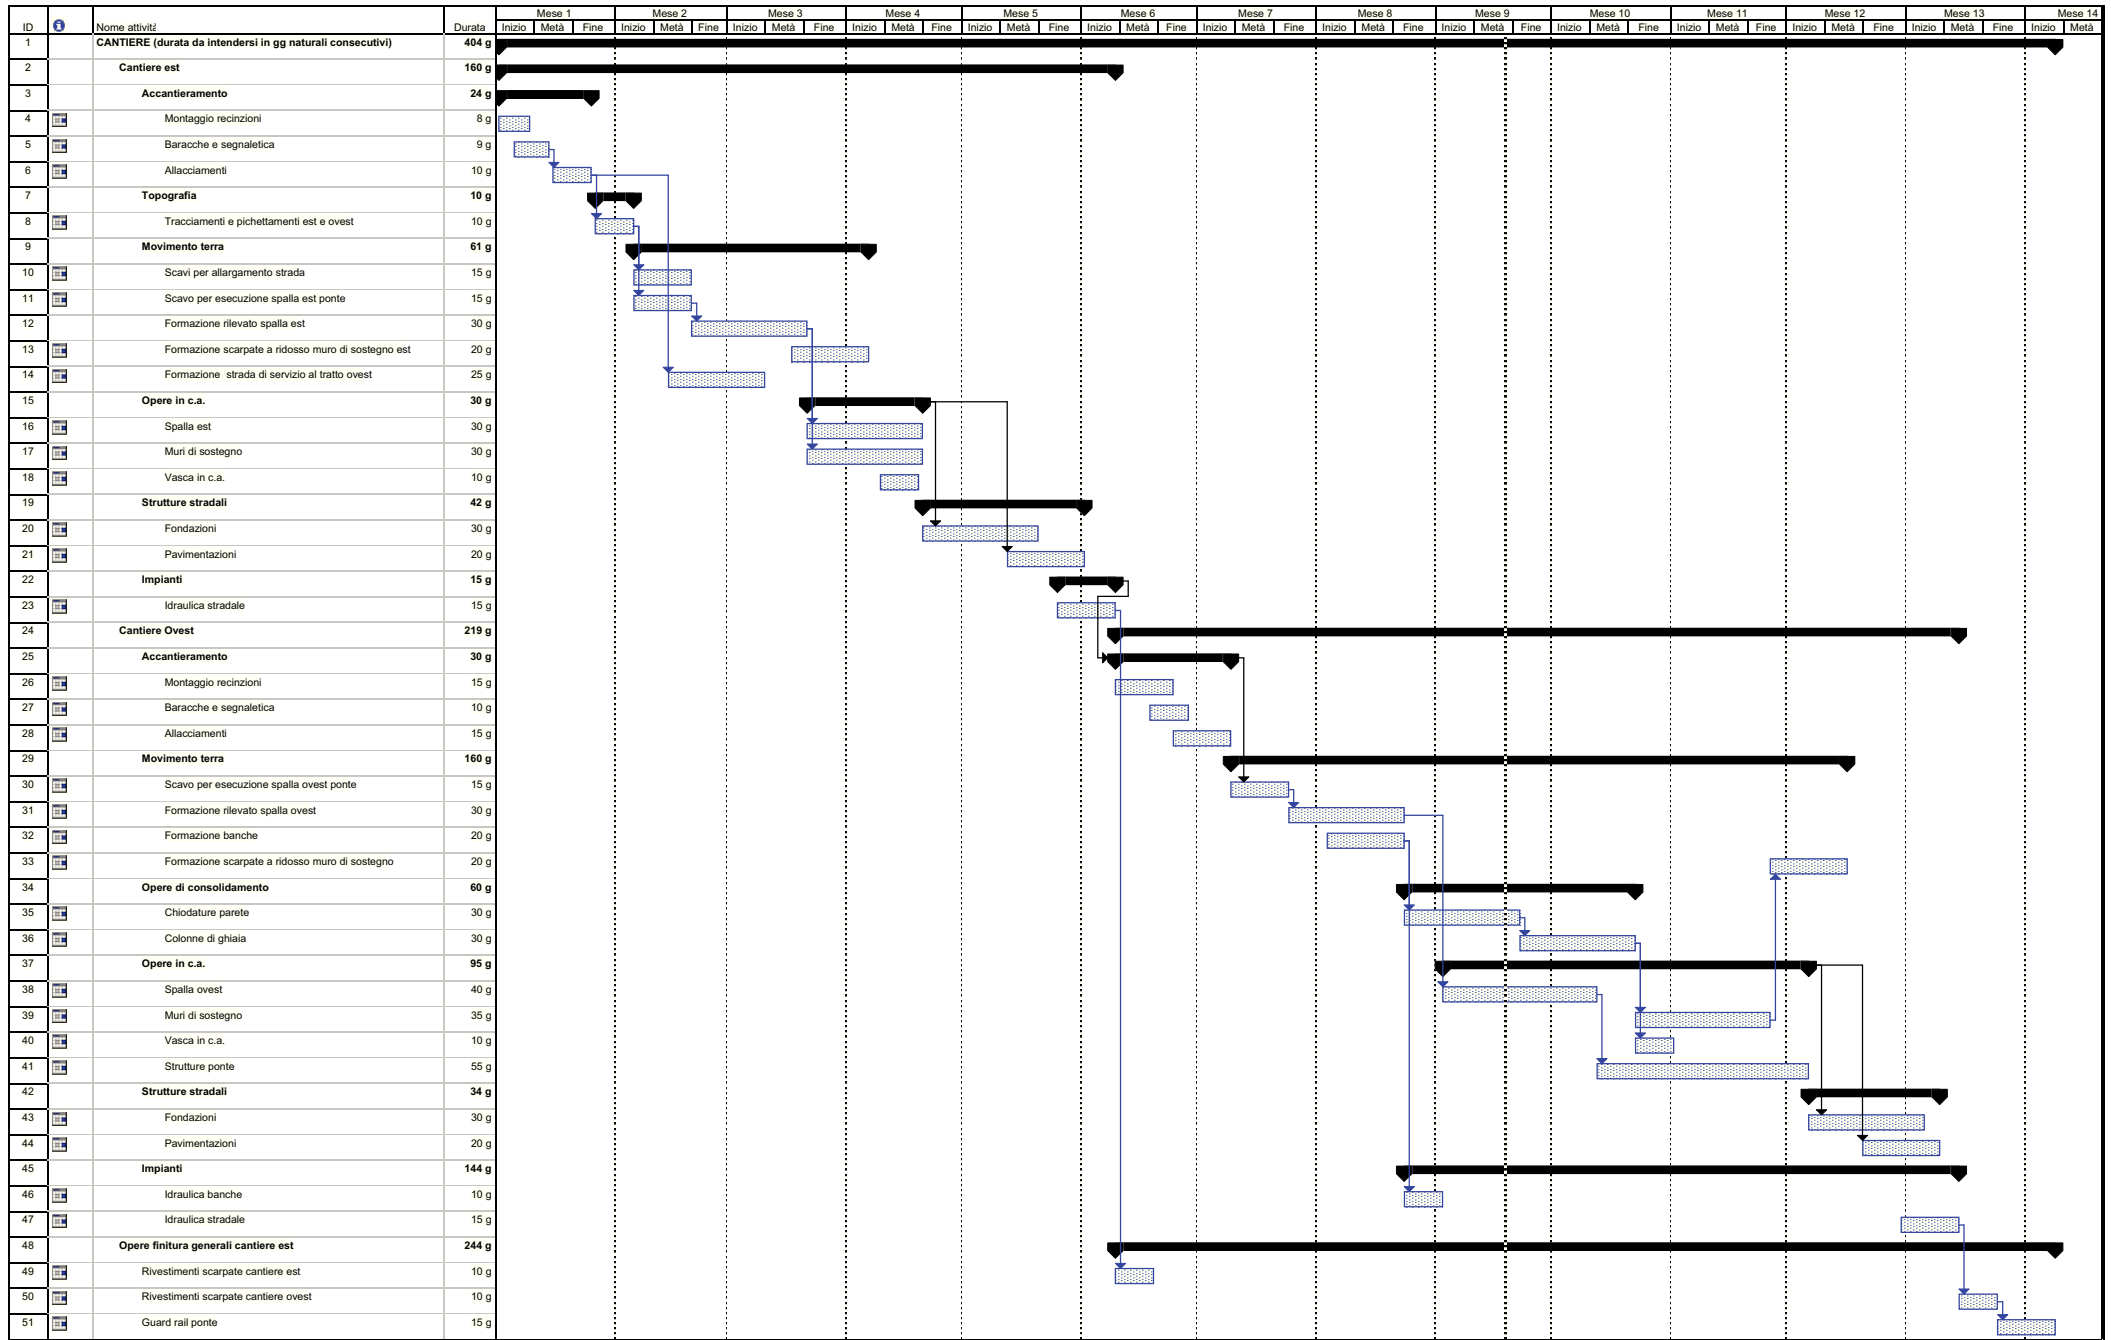 Mese 1 Mese 2 Mese 3 Mese 4 Mese 5 Mese 6 Mese 7 Mese 8 Mese 9 Mese 10 Mese 11 Mese 12 Mese 13 Mese 14
ID Nome attività Durata Inizio Metà Fine Inizio Metà Fine Inizio Metà Fine Inizio Metà Fine Inizio Metà Fine Inizio Metà Fine Inizio Metà Fine Inizio Metà Fine Inizio Metà Fine Inizio Metà Fine Inizio Metà Fine Inizio Metà Fine Inizio Metà Fine Inizio Metà
1 CANTIERE (durata da intendersi in gg naturali consecutivi) 404 g
2 Cantiere est 160 g
3 Accantieramento 24 g
4 Montaggio recinzioni 8 g
5 Baracche e segnaletica 9 g
6 Allacciamenti 10 g
7 Topografia 10 g
8 Tracciamenti e pichettamenti est e ovest 10 g
9 Movimento terra 61 g
10 Scavi per allargamento strada 15 g
11 Scavo per esecuzione spalla est ponte 15 g
12 Formazione rilevato spalla est 30 g
13 Formazione scarpate a ridosso muro di sostegno est 20 g
14 Formazione strada di servizio al tratto ovest 25 g
15 Opere in c.a. 30 g
16 Spalla est 30 g
17 Muri di sostegno 30 g
18 Vasca in c.a. 10 g
19 Strutture stradali 42 g
20 Fondazioni 30 g
21 Pavimentazioni 20 g
22 Impianti 15 g
23 Idraulica stradale 15 g
24 Cantiere Ovest 219 g
25 Accantieramento 30 g
26 Montaggio recinzioni 15 g
27 Baracche e segnaletica 10 g
28 Allacciamenti 15 g
29 Movimento terra 160 g
30 Scavo per esecuzione spalla ovest ponte 15 g
31 Formazione rilevato spalla ovest 30 g
32 Formazione banche 20 g
33 Formazione scarpate a ridosso muro di sostegno 20 g
34 Opere di consolidamento 60 g
35 Chiodature parete 30 g
36 Colonne di ghiaia 30 g
37 Opere in c.a. 95 g
38 Spalla ovest 40 g
39 Muri di sostegno 35 g
40 Vasca in c.a. 10 g
41 Strutture ponte 55 g
42 Strutture stradali 34 g
43 Fondazioni 30 g
44 Pavimentazioni 20 g
45 Impianti 144 g
46 Idraulica banche 10 g
47 Idraulica stradale 15 g
48 Opere finitura generali cantiere est 244 g
49 Rivestimenti scarpate cantiere est 10 g
50 Rivestimenti scarpate cantiere ovest 10 g
51 Guard rail ponte 15 g